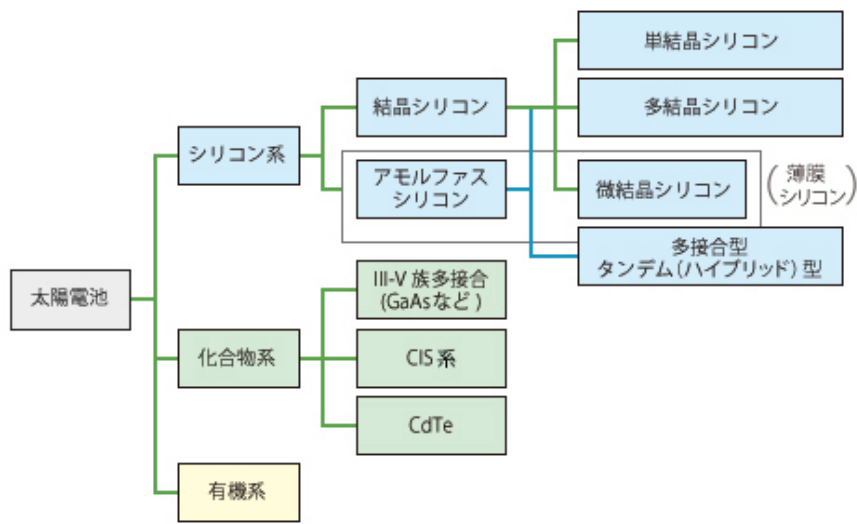 単結晶シリコン
結晶シリコン
多結晶シリコン
シリコン系
アモルファス
シリコン
微結晶シリコン
(薄膜
シリコン)
多接合型
タンデム(ハイブリッド)型
太陽電池
III-V 族多接合
(GaAsなど)
化合物系
CIS 系
CdTe
有機系